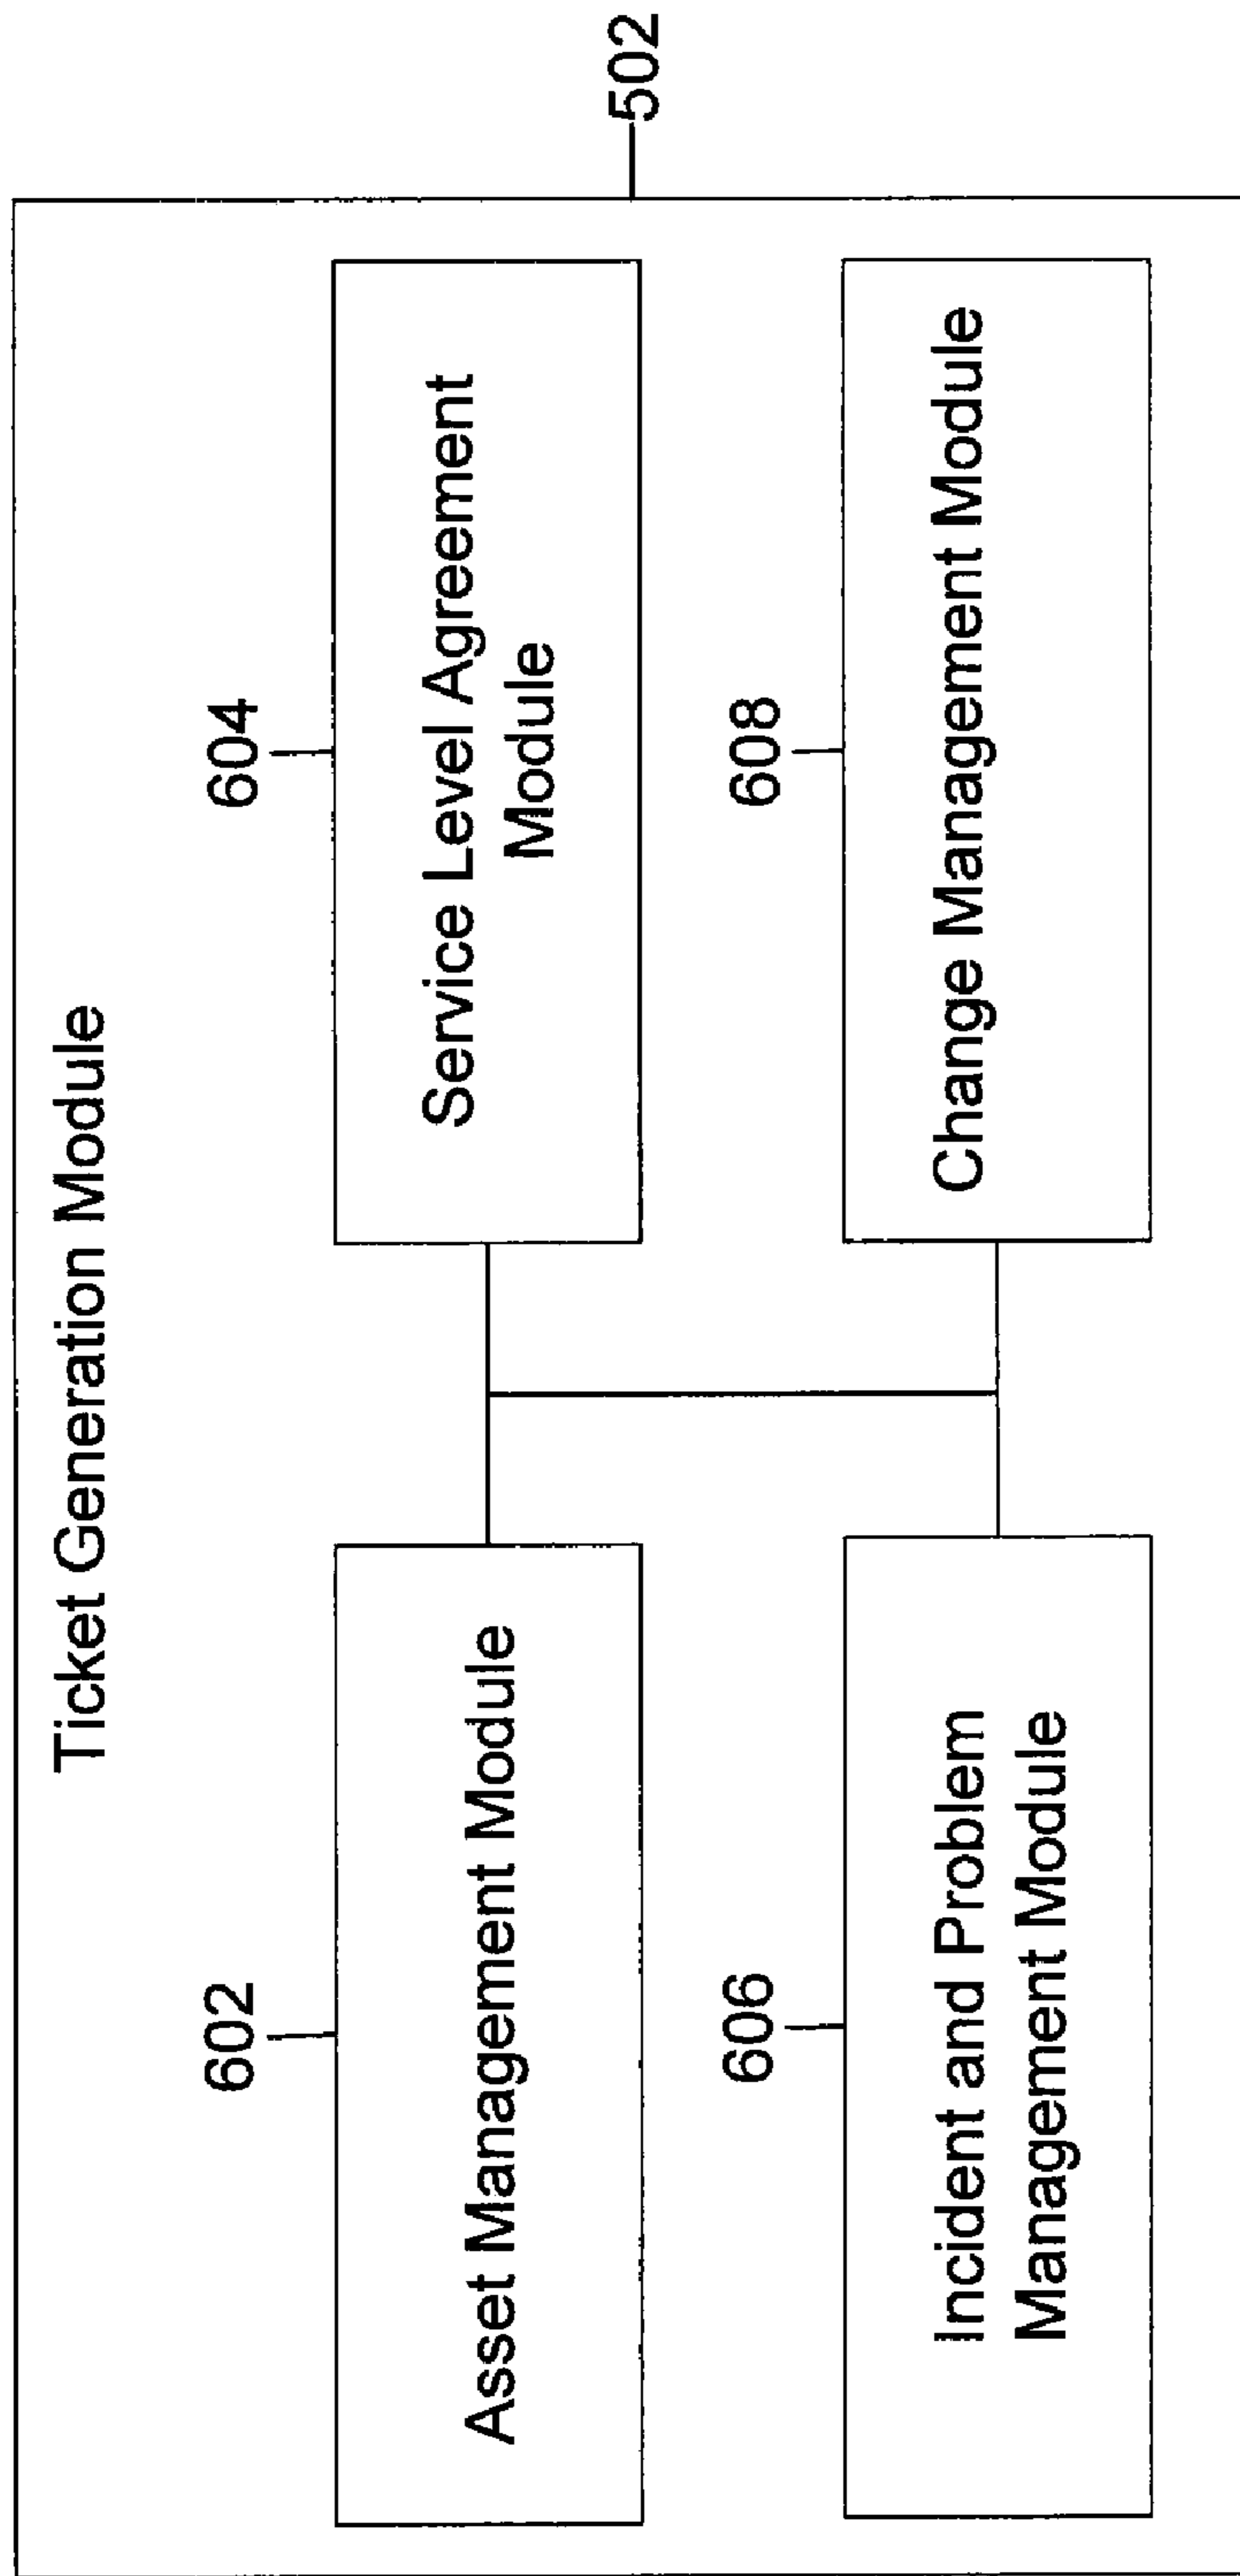 Ticket Generation Module
502
602
Asset Management Module
604
Service Level Agreement
Module
606
Incident and Problem
Management Module
608
Change Management Module